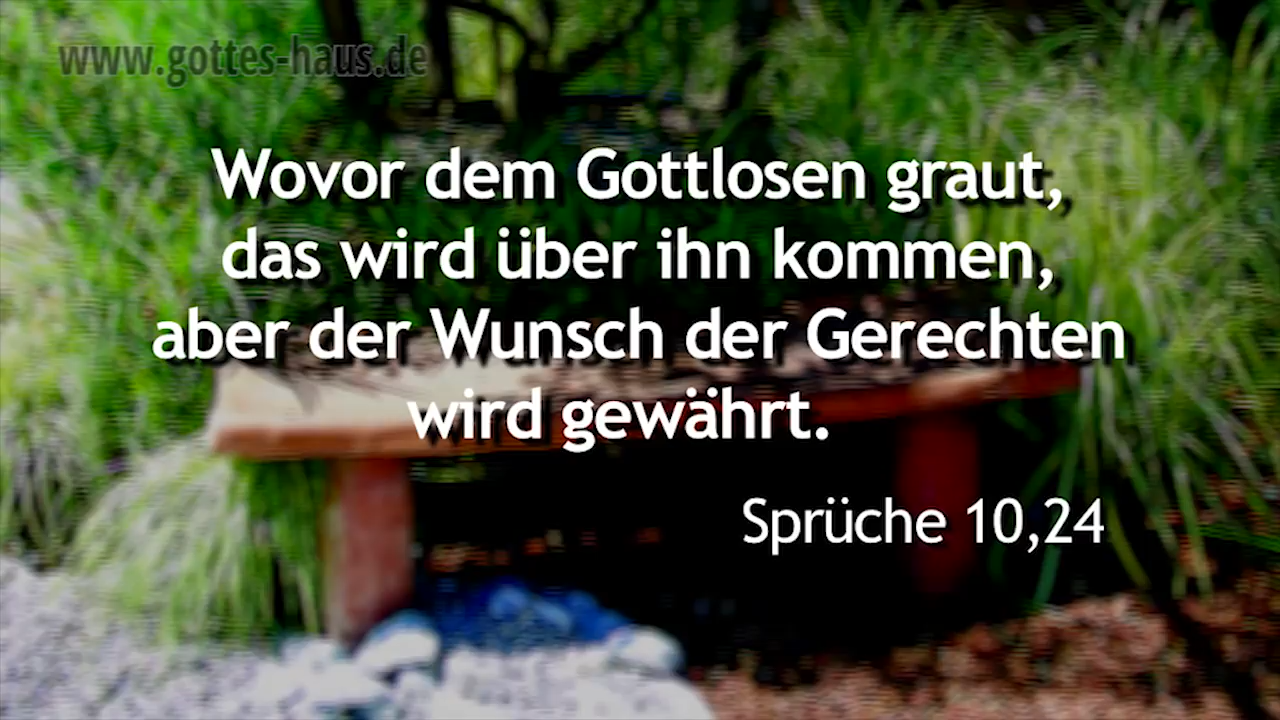 www.gottes-haus.de
Wovor dem Gottlosen graut,
das wird über ihn kommen,
aber der Wunsch der Gerechten
wird gewährt.
Sprüche 10,24